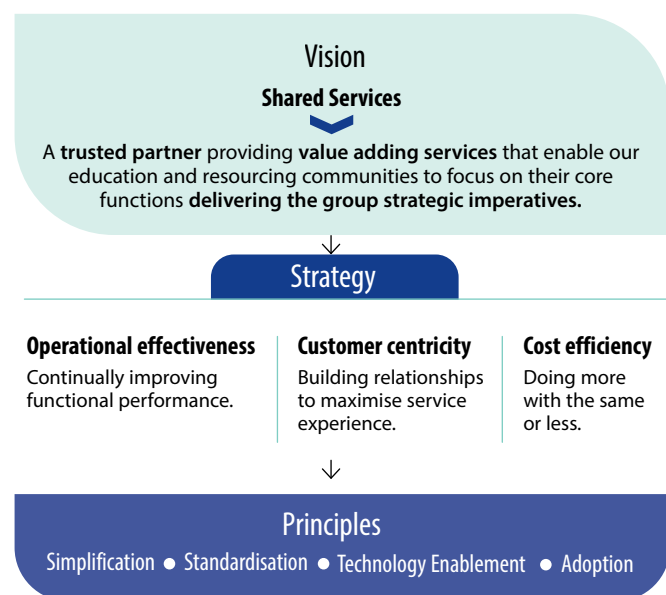 Vision
Shared Services
A trusted partner providing value adding services that enable our
education and resourcing communities to focus on their core
functions delivering the group strategic imperatives.
Strategy
Operational effectiveness
Continually improving
functional performance.
Customer centricity
Building relationships
to maximise service
experience.
Cost efficiency
Doing more
with the same
or less.
Principles
Simplification ● Standardisation ● Technology Enablement ● Adoption